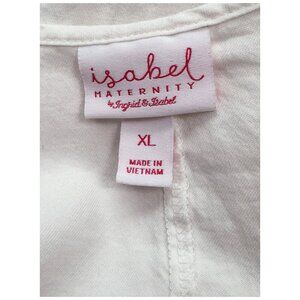 isabel
MATERNITY
by Ingrid & Isabel
XL
MADE IN
VIETNAM